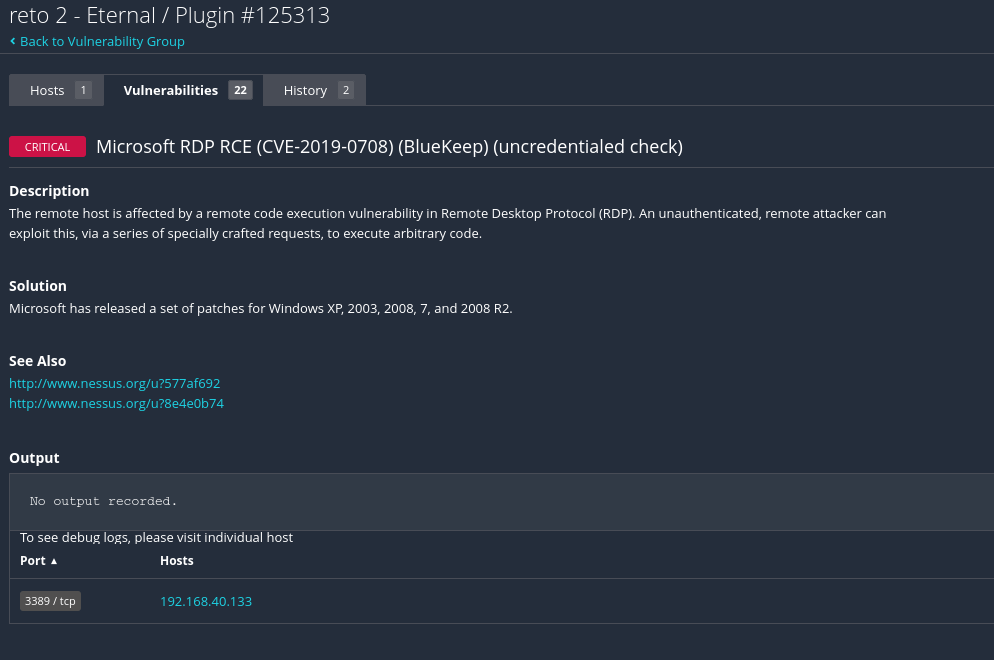 reto 2 - Eternal / Plugin #125313
‹ Back to Vulnerability Group
Hosts 1 Vulnerabilities 22 History 2
CRITICAL Microsoft RDP RCE (CVE-2019-0708) (BlueKeep) (uncredentialed check)
Description
The remote host is affected by a remote code execution vulnerability in Remote Desktop Protocol (RDP). An unauthenticated, remote attacker can
exploit this, via a series of specially crafted requests, to execute arbitrary code.
Solution
Microsoft has released a set of patches for Windows XP, 2003, 2008, 7, and 2008 R2.
See Also
http://www.nessus.org/u?577af692
http://www.nessus.org/u?8e4e0b74
Output
No output recorded.
To see debug logs, please visit individual host
Port ▲ Hosts
3389 / tcp 192.168.40.133